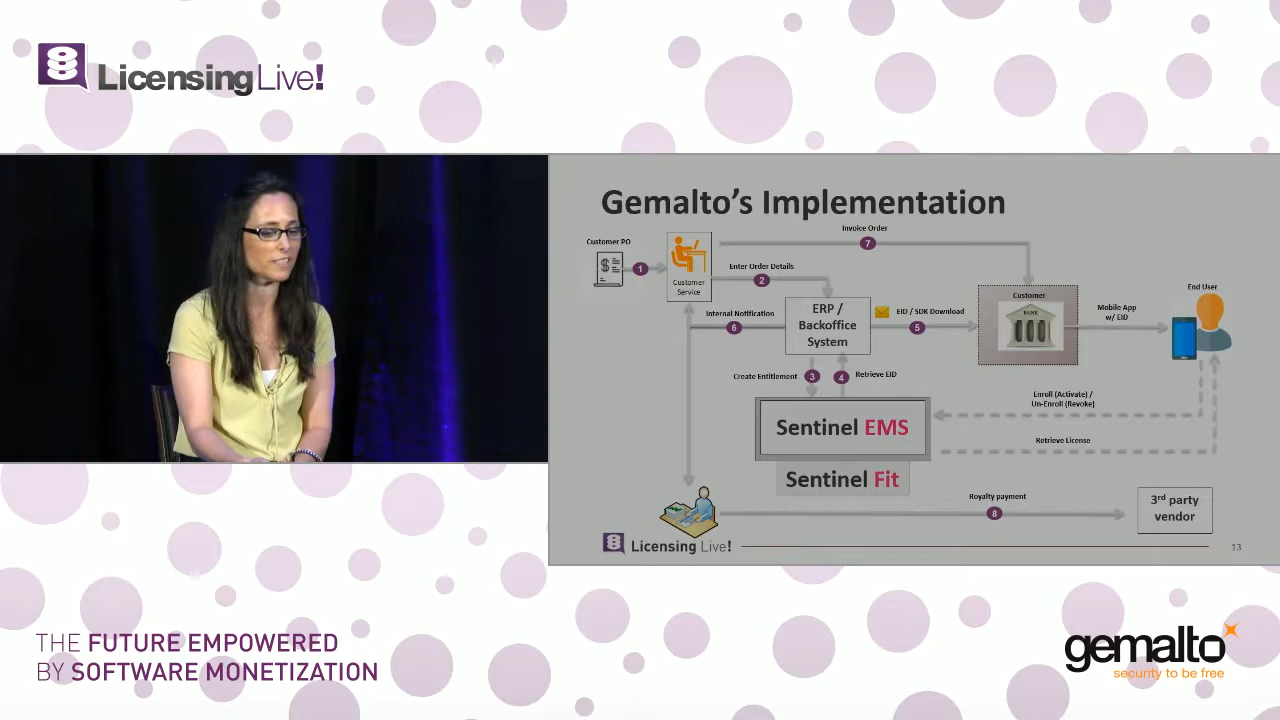 Licensing Live!
Gemalto's Implementation
Invoice Order
7
Customer PO
$
1
Customer
Service
Enter Order Details
2
Internal Notification
6
ERP /
Backoffice
System
EID / SDK Download
5
Customer
BANK
Mobile App
w/ EID
End User
Create Entitlement
3
4
Retrieve EID
Enroll (Activate) /
Un-Enroll (Revoke)
Sentinel EMS
Retrieve License
Sentinel Fit
Royalty payment
8
3rd party
vendor
Licensing Live!
13
THE FUTURE EMPOWERED
BY SOFTWARE MONETIZATION
gemalto
security to be free